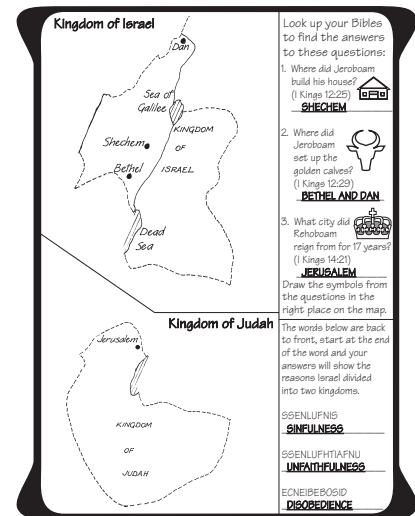 Kingdom of Israel
Dan
Sea of
Galilee
KINGDOM
OF
ISRAEL
Shechem
Bethel
Dead
Sea
Look up your Bibles
to find the answers
to these questions:
1. Where did Jeroboam
build his house?
(I Kings 12:25)
SHECHEM
2. Where did
Jeroboam
set up the
golden calves?
(I Kings 12:29)
BETHEL AND DAN
3. What city did
Rehoboam
reign from for 17 years?
(I Kings 14:21)
JERUSALEM
Draw the symbols from
the questions in the
right place on the map.
Kingdom of Judah
Jerusalem
KINGDOM
OF
JUDAH
The words below are back
to front, start at the end
of the word and your
answers will show the
reasons Israel divided
into two kingdoms.
SSENLUFNIS
SINFULNESS
SSENLUFHTIAFNU
UNFAITHFULNESS
ECNEIBEBOSID
DISOBEDIENCE